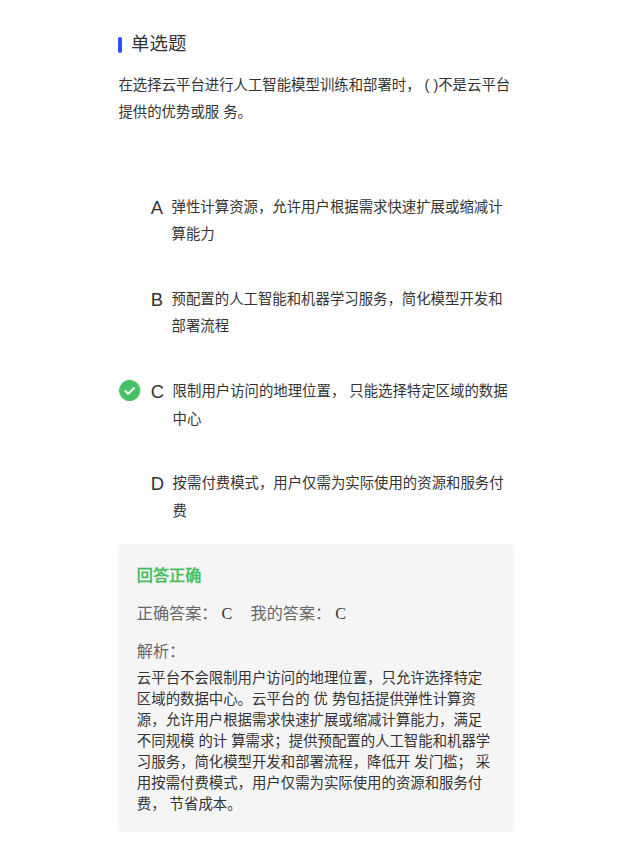 单选题
在选择云平台进行人工智能模型训练和部署时， ( )不是云平台
提供的优势或服 务。
A 弹性计算资源，允许用户根据需求快速扩展或缩减计
算能力
B 预配置的人工智能和机器学习服务，简化模型开发和
部署流程
C 限制用户访问的地理位置， 只能选择特定区域的数据
中心
D 按需付费模式，用户仅需为实际使用的资源和服务付
费
回答正确
正确答案： C 我的答案： C
解析：
云平台不会限制用户访问的地理位置，只允许选择特定
区域的数据中心。云平台的 优 势包括提供弹性计算资
源，允许用户根据需求快速扩展或缩减计算能力，满足
不同规模 的计 算需求；提供预配置的人工智能和机器学
习服务，简化模型开发和部署流程，降低开 发门槛； 采
用按需付费模式，用户仅需为实际使用的资源和服务付
费， 节省成本。